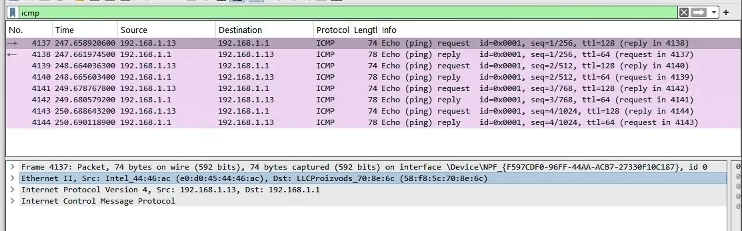 icmp
No. Time Source Destination Protocol Lengtl Info
4137 247.658920600 192.168.1.13 192.168.1.1 ICMP 74 Echo (ping) request id=0x0001, seq=1/256, ttl=128 (reply in 4138)
4138 247.661974500 192.168.1.1 192.168.1.13 ICMP 78 Echo (ping) reply id=0x0001, seq=1/256, ttl=64 (request in 4137)
4139 248.664036300 192.168.1.13 192.168.1.1 ICMP 74 Echo (ping) request id=0x0001, seq=2/512, ttl=128 (reply in 4140)
4140 248.665603400 192.168.1.1 192.168.1.13 ICMP 78 Echo (ping) reply id=0x0001, seq=2/512, ttl=64 (request in 4139)
4141 249.678767800 192.168.1.13 192.168.1.1 ICMP 74 Echo (ping) request id=0x0001, seq=3/768, ttl=128 (reply in 4142)
4142 249.680579200 192.168.1.1 192.168.1.13 ICMP 78 Echo (ping) reply id=0x0001, seq=3/768, ttl=64 (request in 4141)
4143 250.688643200 192.168.1.13 192.168.1.1 ICMP 74 Echo (ping) request id=0x0001, seq=4/1024, ttl=128 (reply in 4144)
4144 250.690118900 192.168.1.1 192.168.1.13 ICMP 78 Echo (ping) reply id=0x0001, seq=4/1024, ttl=64 (request in 4143)
Frame 4137: Packet, 74 bytes on wire (592 bits), 74 bytes captured (592 bits) on interface \Device\NPF_{F597CDF0-96FF-44AA-ACB7-27330F10C187}, id 0
Ethernet II, Src: Intel_44:46:ac (e0:d0:45:44:46:ac), Dst: LLCProizvods_70:8e:6c (58:f8:5c:70:8e:6c)
Internet Protocol Version 4, Src: 192.168.1.13, Dst: 192.168.1.1
Internet Control Message Protocol